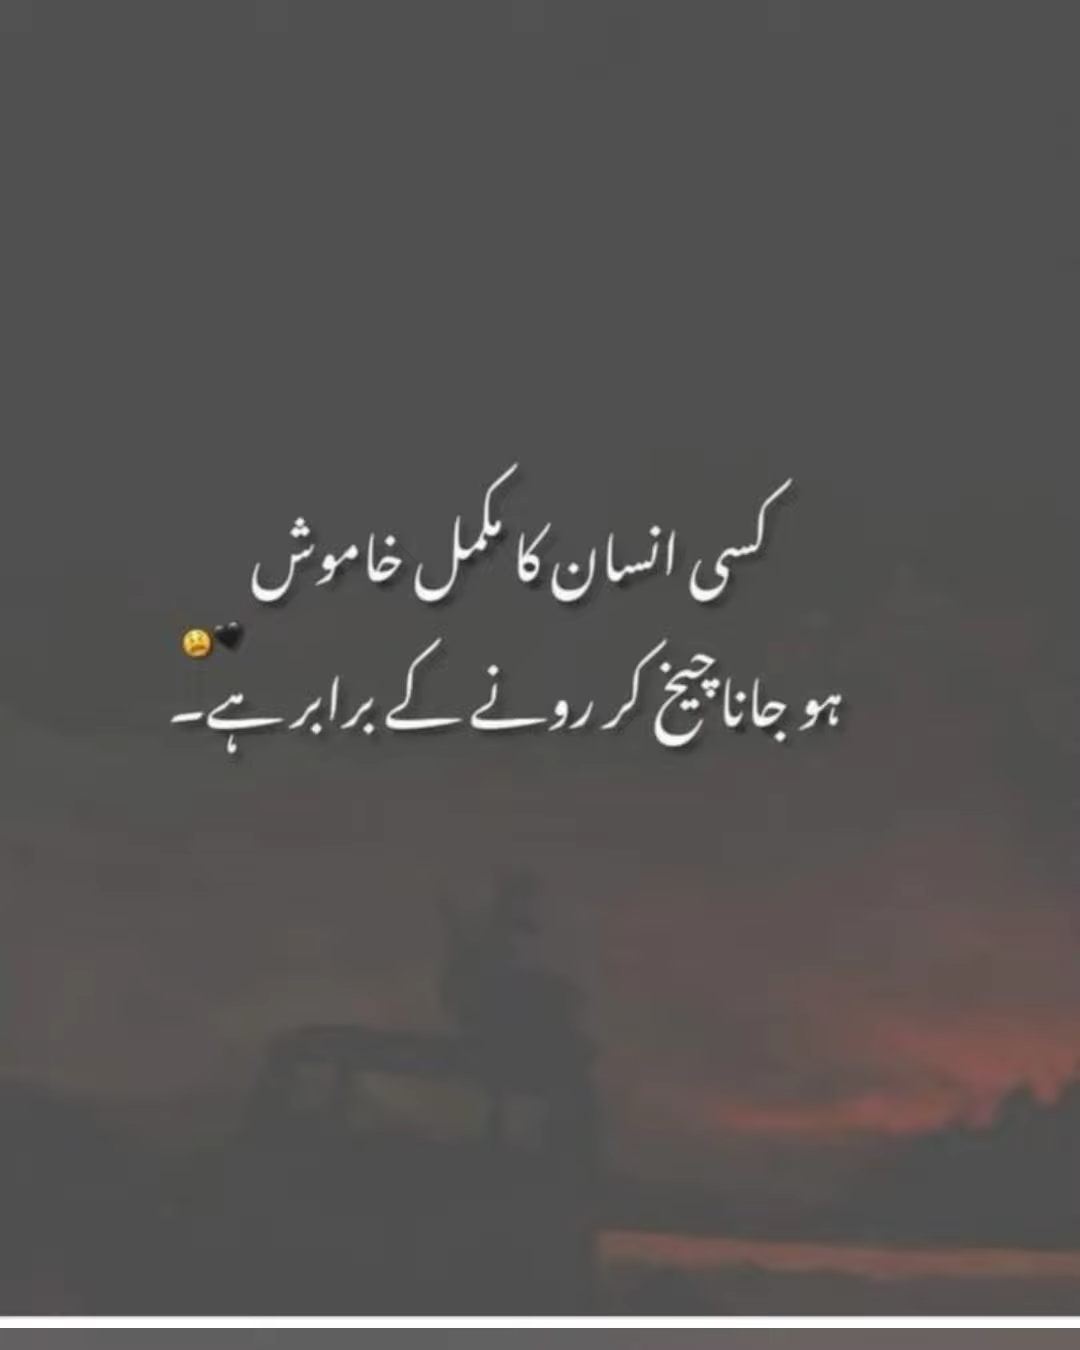 کسی انسان کا مکمل خاموش
🖤😩
ہو جانا چیخ کر رونے کے برابر ہے۔